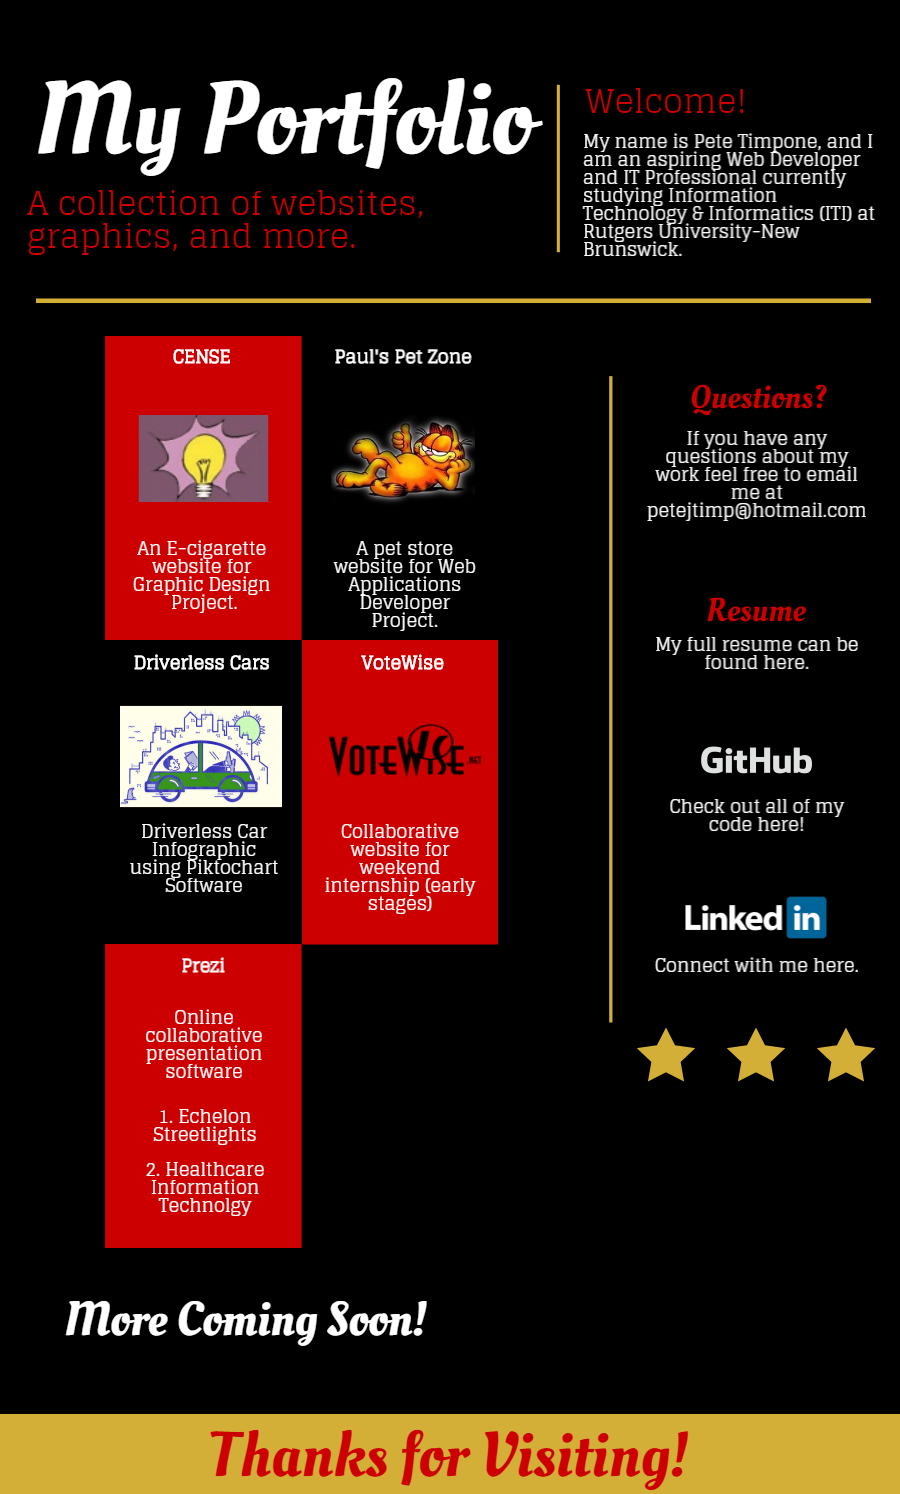 My Portfolio
A collection of websites,
graphics, and more.
Welcome!
My name is Pete Timpone, and I
am an aspiring Web Developer
and IT Professional currently
studying Information
Technology & Informatics (ITI) at
Rutgers University-New
Brunswick.
CENSE
An E-cigarette
website for
Graphic Design
Project.
Paul's Pet Zone
A pet store
website for Web
Applications
Developer
Project.
Driverless Cars
Driverless Car
Infographic
using Piktochart
Software
VoteWise
VOTEWISE.NET
Collaborative
website for
weekend
internship (early
stages)
Prezi
Online
collaborative
presentation
software
1. Echelon
Streetlights
2. Healthcare
Information
Technolgy
Questions?
If you have any
questions about my
work feel free to email
me at
petejtimp@hotmail.com
Resume
My full resume can be
found here.
GitHub
Check out all of my
code here!
Linked in
Connect with me here.
More Coming Soon!
Thanks for Visiting!